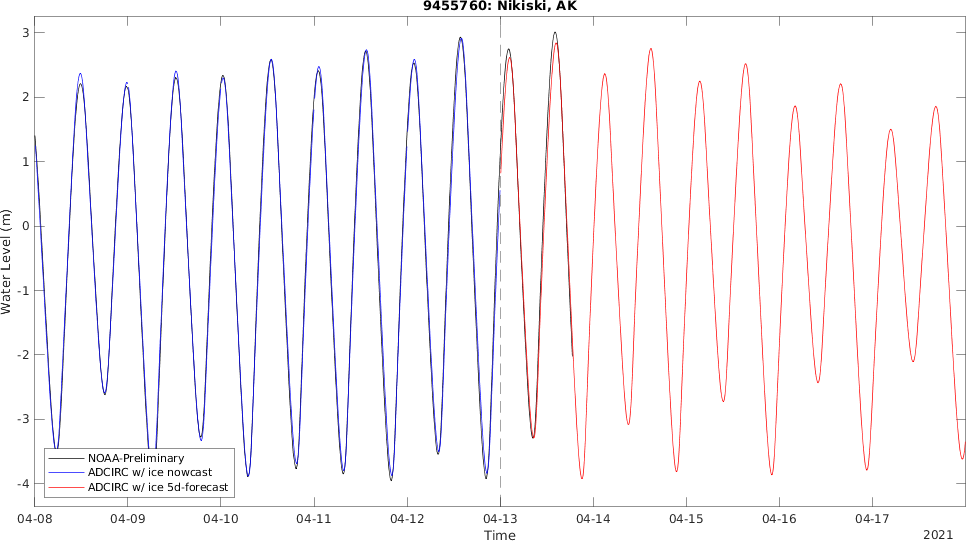 9455760: Nikiski, AK
Water Level (m)
3
2
1
0
-1
-2
-3
-4
NOAA-Preliminary
ADCIRC w/ ice nowcast
ADCIRC w/ ice 5d-forecast
04-08 04-09 04-10 04-11 04-12 04-13 04-14 04-15 04-16 04-17
Time
2021